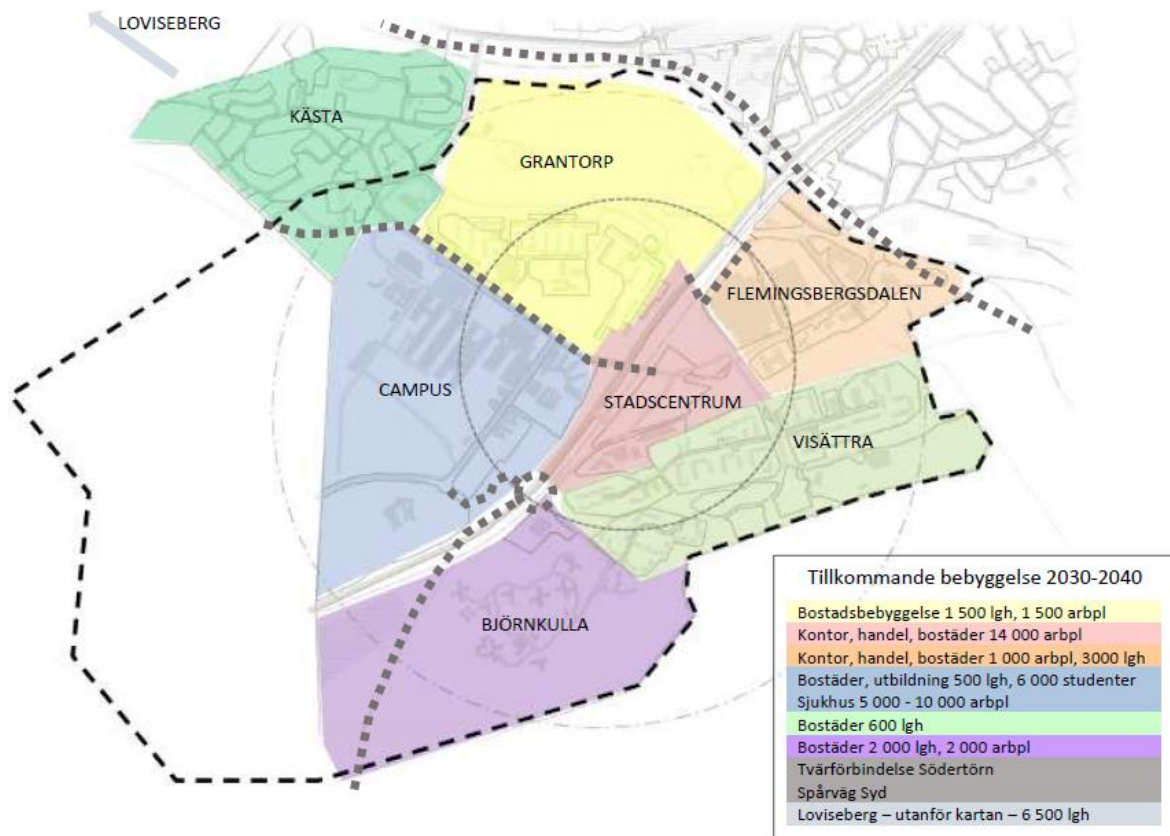 LOVISEBERG
KÄSTA
GRANTORP
FLEMINGSBERGSDALEN
CAMPUS
STADSCENTRUM
VISÄTTRA
BJÖRNKULLA
Tillkommande bebyggelse 2030-2040
Bostadsbebyggelse 1 500 lgh, 1 500 arbpl
Kontor, handel, bostäder 14 000 arbpl
Kontor, handel, bostäder 1 000 arbpl, 3000 lgh
Bostäder, utbildning 500 lgh, 6 000 studenter
Sjukhus 5 000 - 10 000 arbpl
Bostäder 600 lgh
Bostäder 2 000 lgh, 2 000 arbpl
Tvärförbindelse Södertörn
Spårväg Syd
Loviseberg – utanför kartan – 6 500 lgh